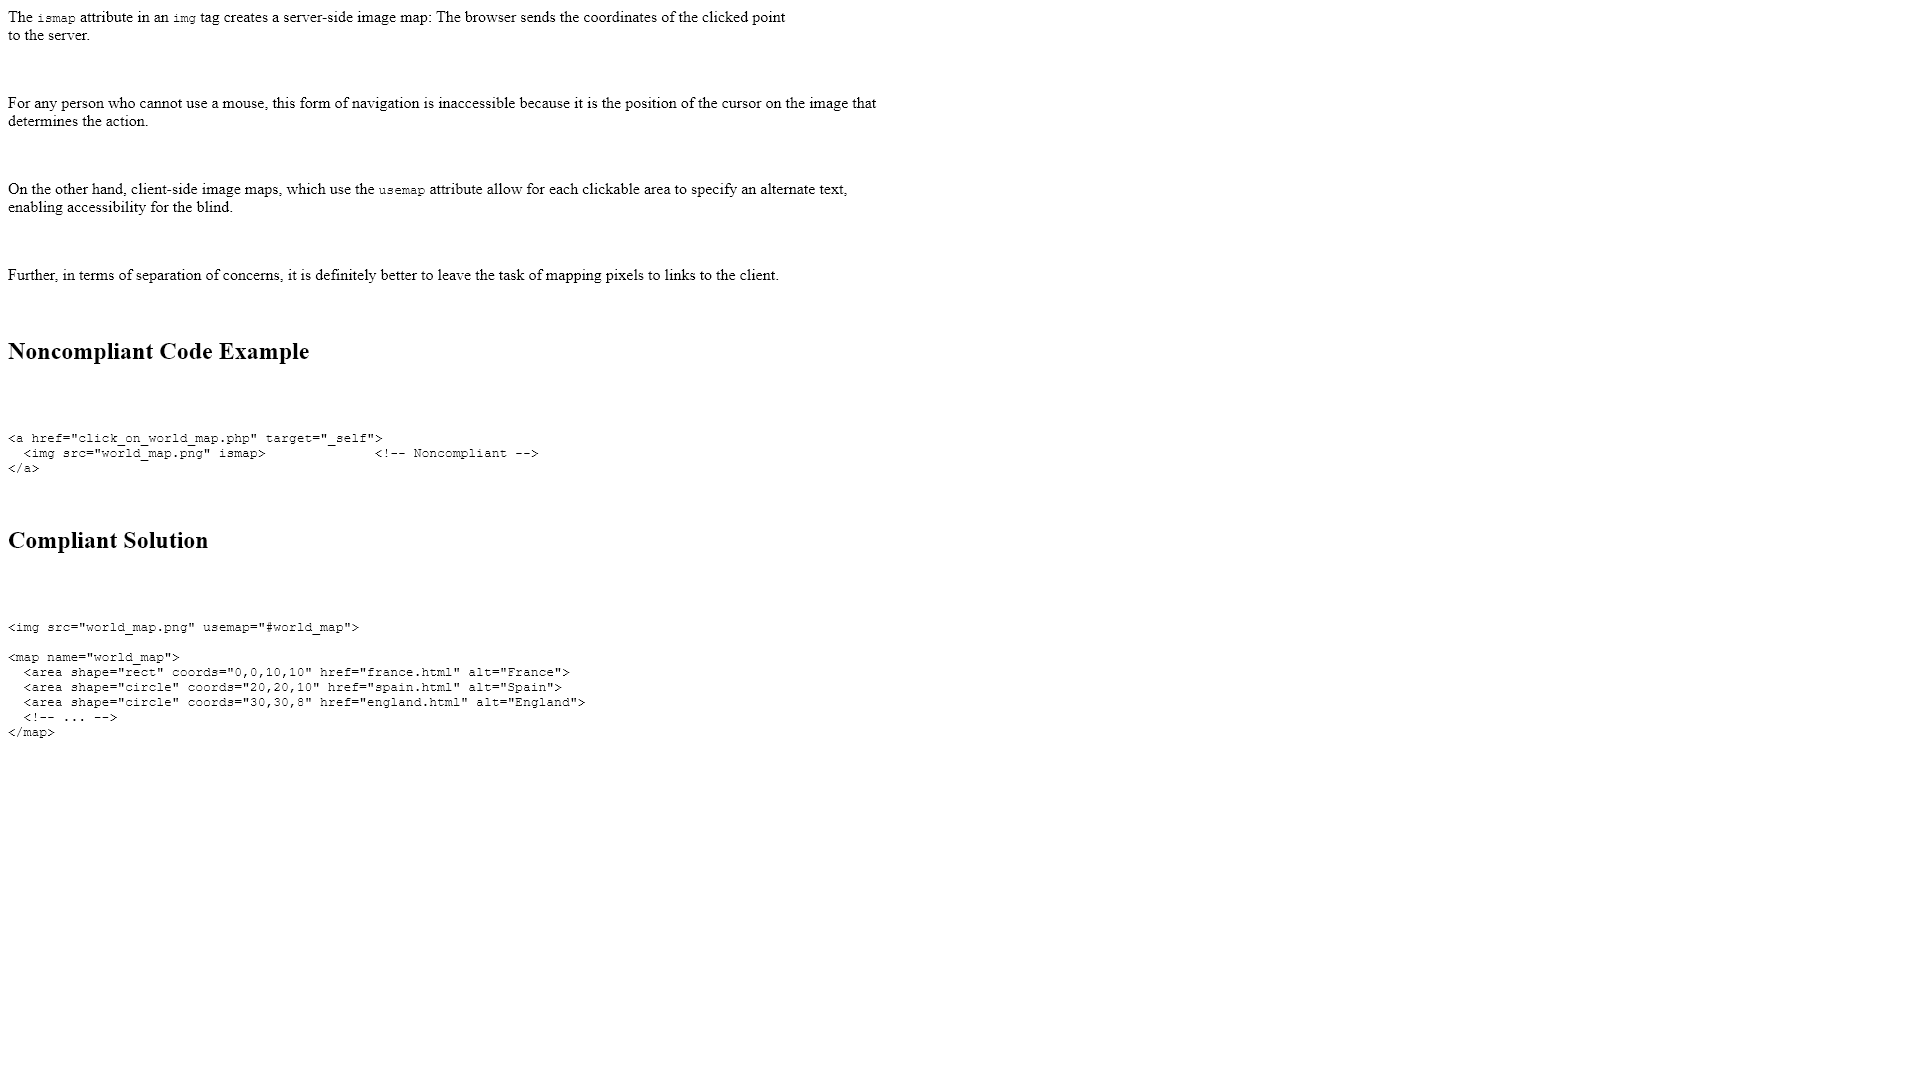 The ismap attribute in an img tag creates a server-side image map: The browser sends the coordinates of the clicked point
to the server.
For any person who cannot use a mouse, this form of navigation is inaccessible because it is the position of the cursor on the image that
determines the action.
On the other hand, client-side image maps, which use the usemap attribute allow for each clickable area to specify an alternate text,
enabling accessibility for the blind.
Further, in terms of separation of concerns, it is definitely better to leave the task of mapping pixels to links to the client.
Noncompliant Code Example
<a href="click_on_world_map.php" target="_self">
  <img src="world_map.png" ismap>              <!-- Noncompliant -->
</a>
Compliant Solution
<img src="world_map.png" usemap="#world_map">
<map name="world_map">
  <area shape="rect" coords="0,0,10,10" href="france.html" alt="France">
  <area shape="circle" coords="20,20,10" href="spain.html" alt="Spain">
  <area shape="circle" coords="30,30,8" href="england.html" alt="England">
  <!-- ... -->
</map>